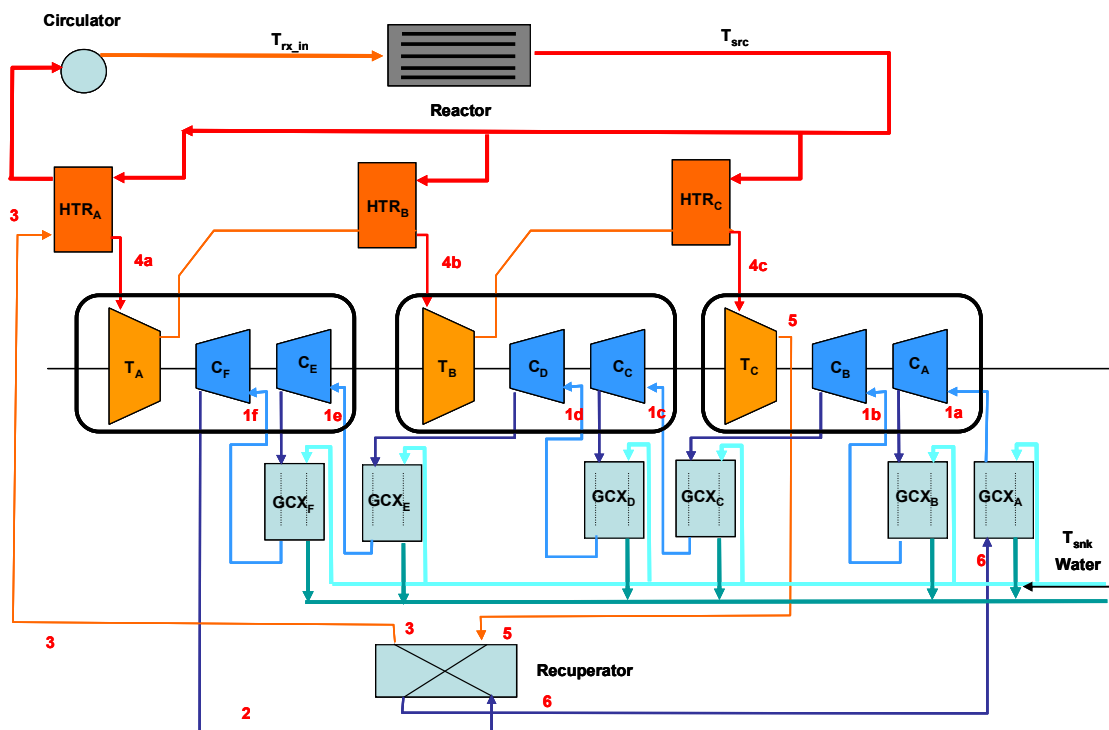 Circulator
T_rx_in
T_src
Reactor
HTR_A
HTR_B
HTR_C
3
4a
4b
4c
5
T_A
C_F
C_E
T_B
C_D
C_C
T_C
C_B
C_A
1f
1e
1d
1c
1b
1a
GCX_F
GCX_E
GCX_D
GCX_C
GCX_B
GCX_A
T_snk
Water
6
3
3
5
Recuperator
6
2